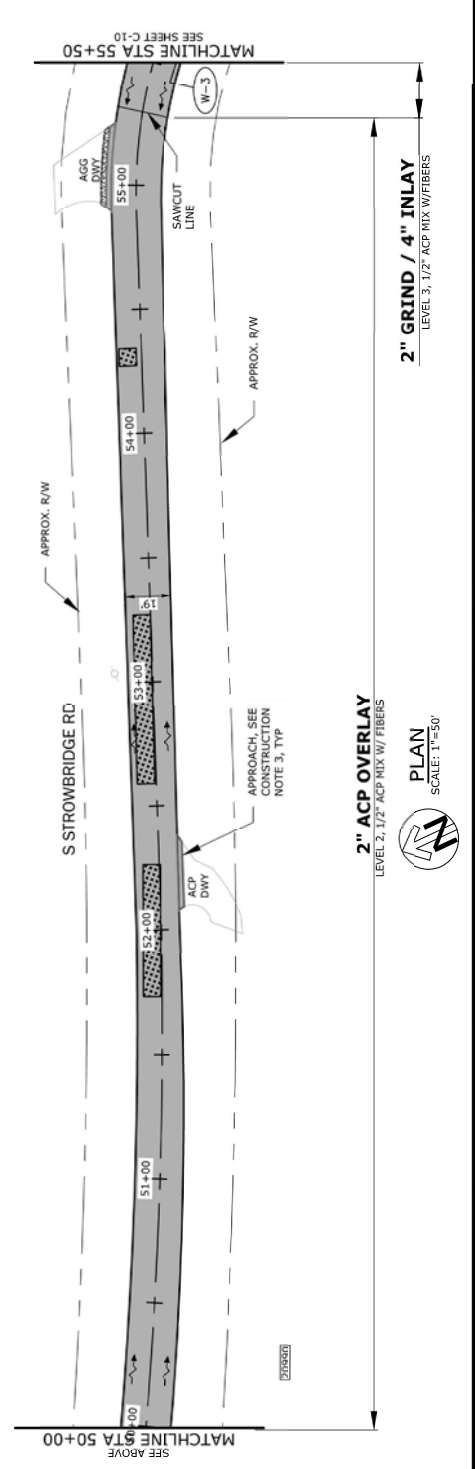 MATCHLINE STA 55+50
SEE SHEET C-10
W-3
AGG
DWY
55+00
SAWCUT
LINE
2" GRIND / 4" INLAY
LEVEL 3, 1/2" ACP MIX W/FIBERS
APPROX. R/W
54+00
APPROX. R/W
19'
53+00
S STROWBRIDGE RD
APPROACH, SEE
CONSTRUCTION
NOTE 3, TYP
2" ACP OVERLAY
LEVEL 2, 1/2" ACP MIX W/ FIBERS
PLAN
SCALE: 1"=50'
N
ACP
DWY
52+00
51+00
50+00
MATCHLINE STA 50+00
SEE ABOVE